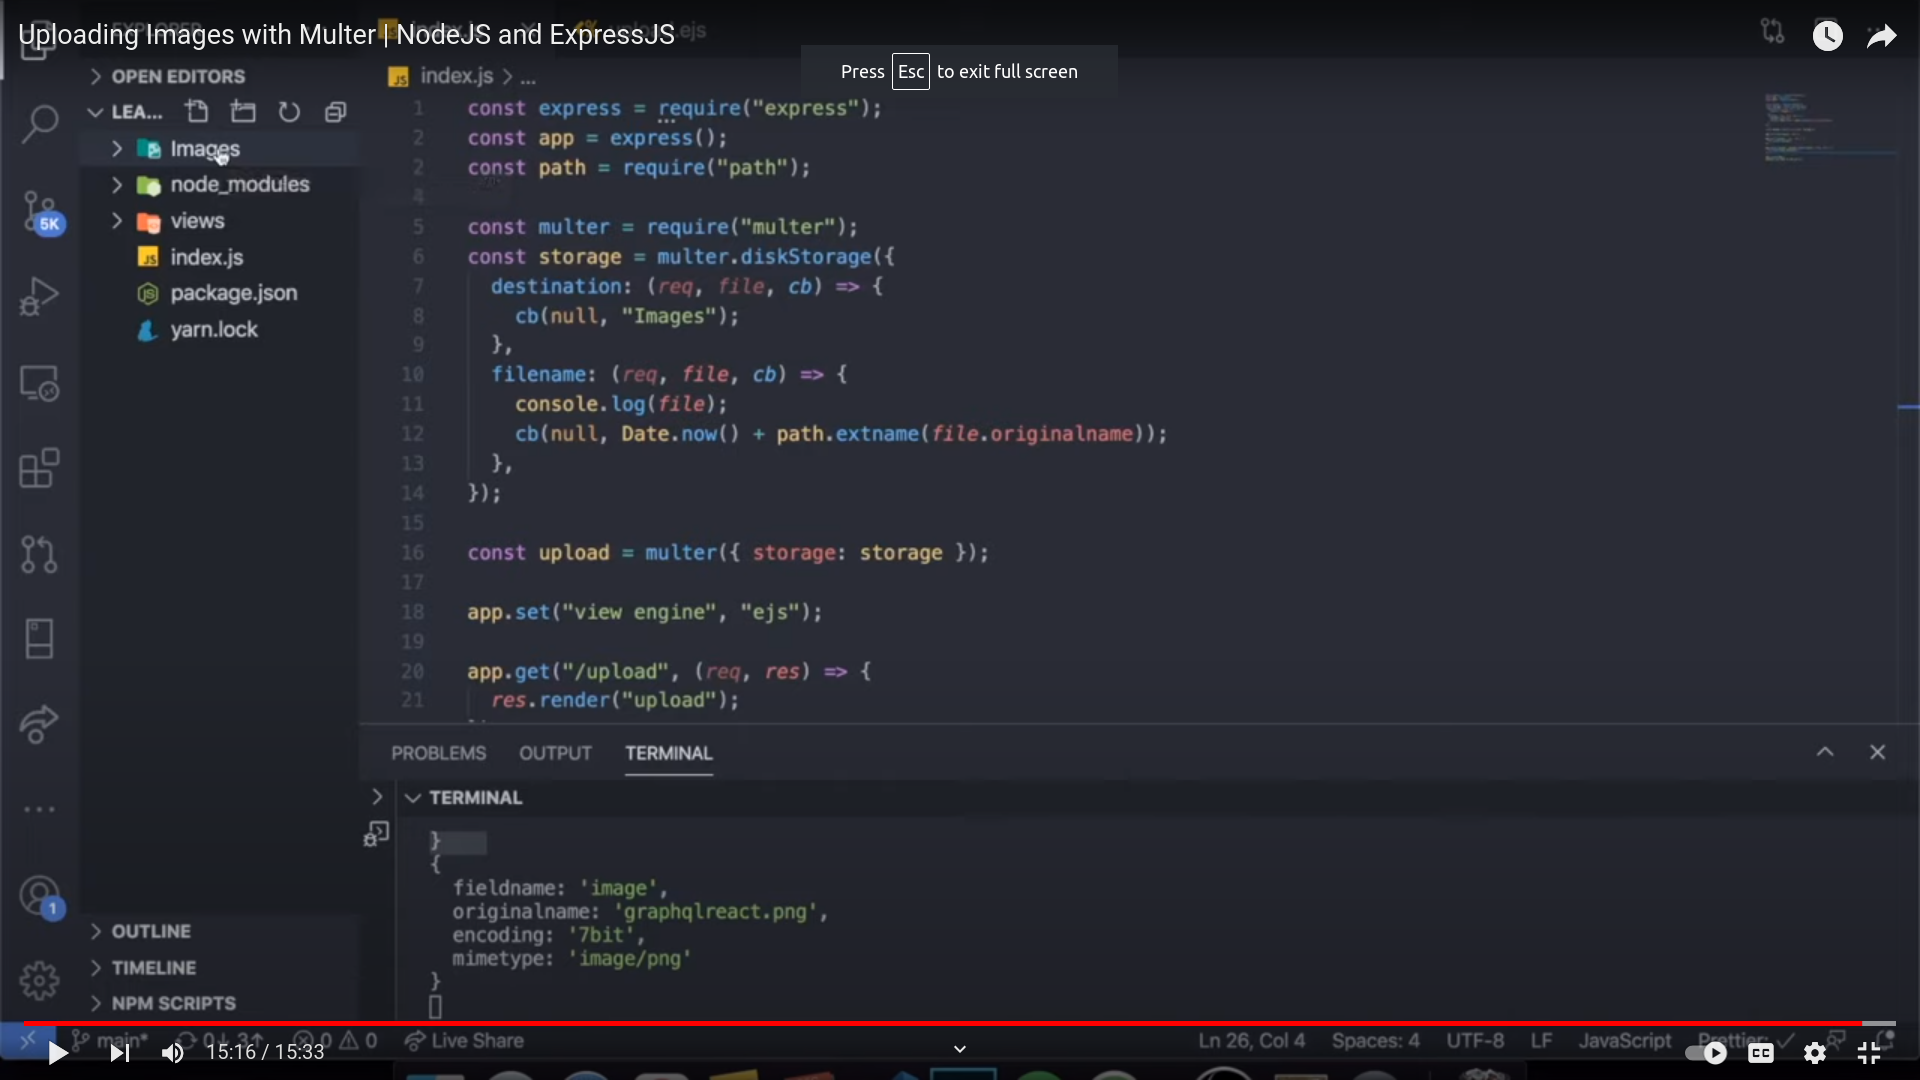 Uploading Images with Multer | NodeJS and ExpressJS
Press Esc to exit full screen
OPEN EDITORS
index.js > ...
LEA...
Images
node_modules
views
index.js
package.json
yarn.lock
5K
1 const express = require("express");
2 const app = express();
2 const path = require("path");
4
5 const multer = require("multer");
6 const storage = multer.diskStorage({
7 destination: (req, file, cb) => {
8 cb(null, "Images");
9 },
10 filename: (req, file, cb) => {
11 console.log(file);
12 cb(null, Date.now() + path.extname(file.originalname));
13 },
14 });
15
16 const upload = multer({ storage: storage });
17
18 app.set("view engine", "ejs");
19
20 app.get("/upload", (req, res) => {
21 res.render("upload");
PROBLEMS OUTPUT TERMINAL
TERMINAL
}
{
fieldname: 'image',
originalname: 'graphqlreact.png',
encoding: '7bit',
mimetype: 'image/png'
}
1
OUTLINE
TIMELINE
NPM SCRIPTS
main* 0↓ 3↑ 0 0 Live Share
Ln 26, Col 4 Spaces: 4 UTF-8 LF JavaScript Prettier
15:16 / 15:33
CC